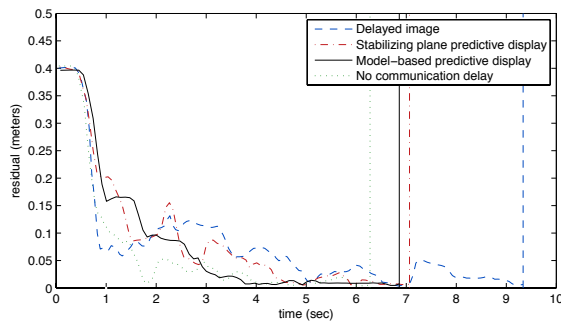 0.5
0.45
0.4
0.35
0.3
0.25
0.2
0.15
0.1
0.05
0
residual (meters)
Delayed image
Stabilizing plane predictive display
Model−based predictive display
No communication delay
0 1 2 3 4 5 6 7 8 9 10
time (sec)